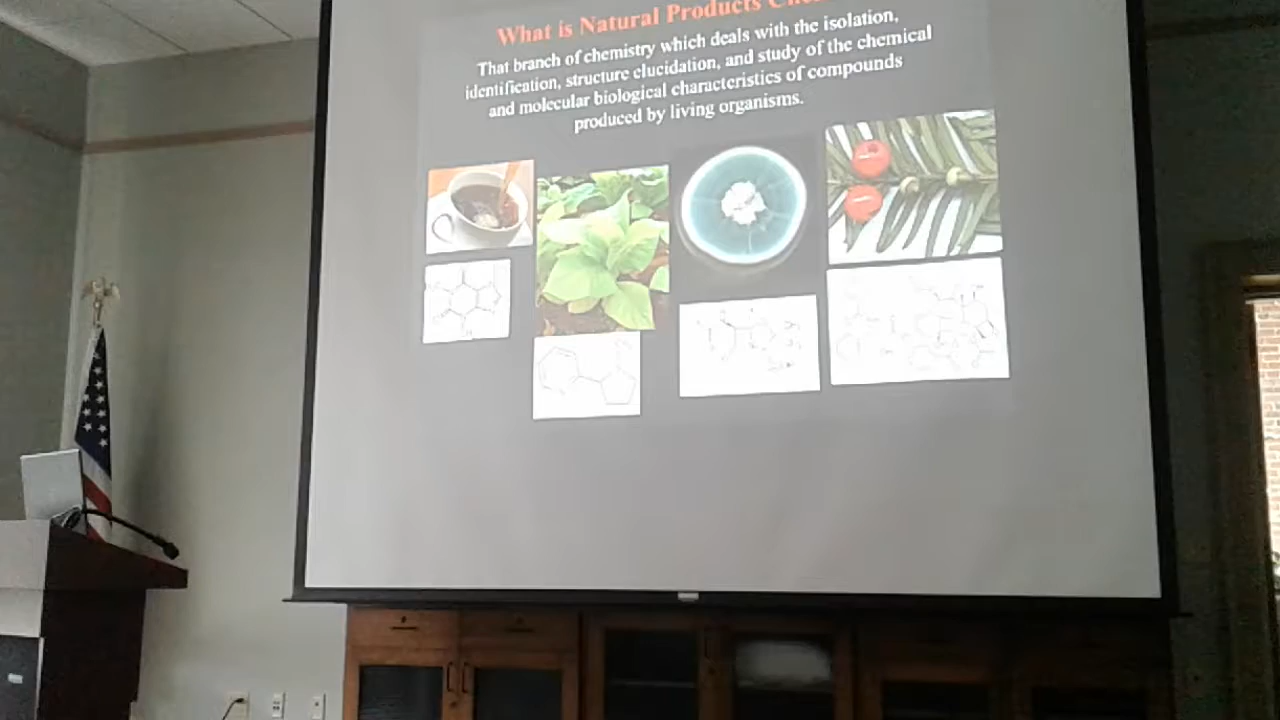 What is Natural Products
That branch of chemistry which deals with the isolation,
identification, structure elucidation, and study of the chemical
and molecular biological characteristics of compounds
produced by living organisms.